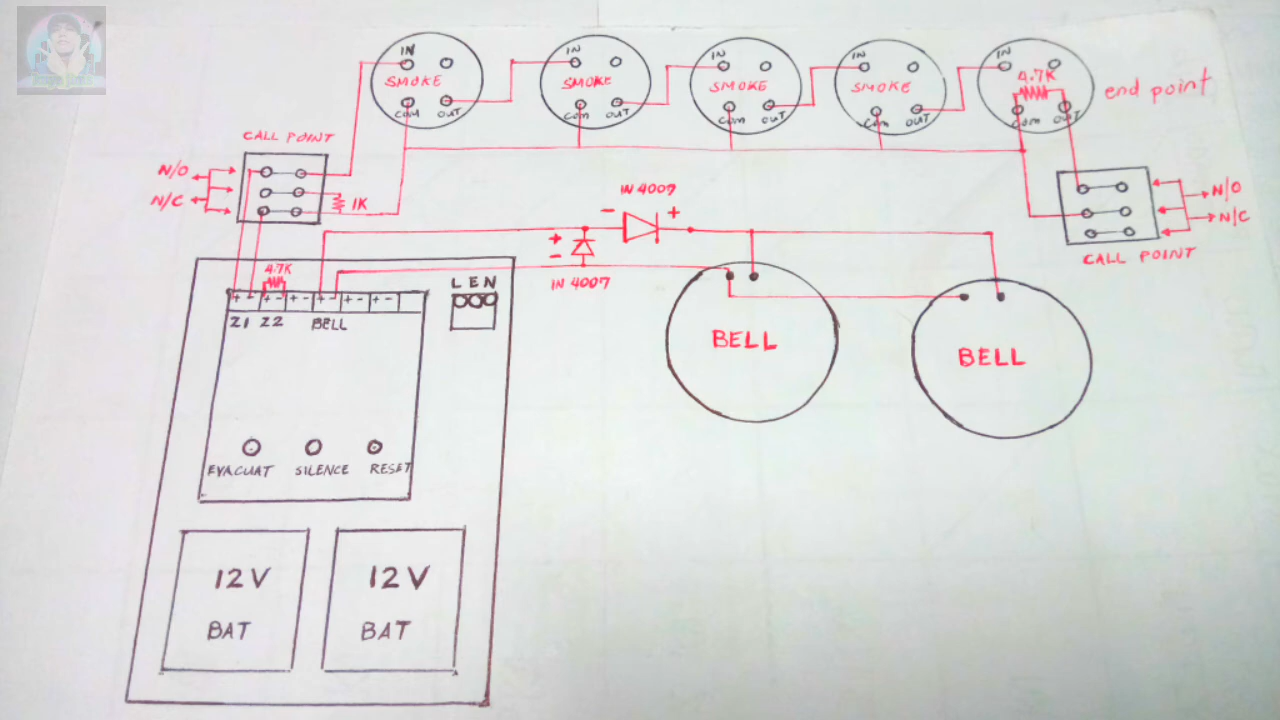 IN
SMOKE
Com OUT
IN
SMOKE
Com OUT
IN
SMOKE
Com OUT
IN
SMOKE
Com OUT
IN
4.7K
Com OUT
end point
CALL POINT
N/O
N/C
1K
IN 4007
- +
+
-
IN 4007
N/O
N/C
CALL POINT
4.7K
+ - + - + - + - + - + -
Z1 Z2 BELL
L E N
BELL
BELL
EVACUAT SILENCE RESET
12V
BAT
12V
BAT